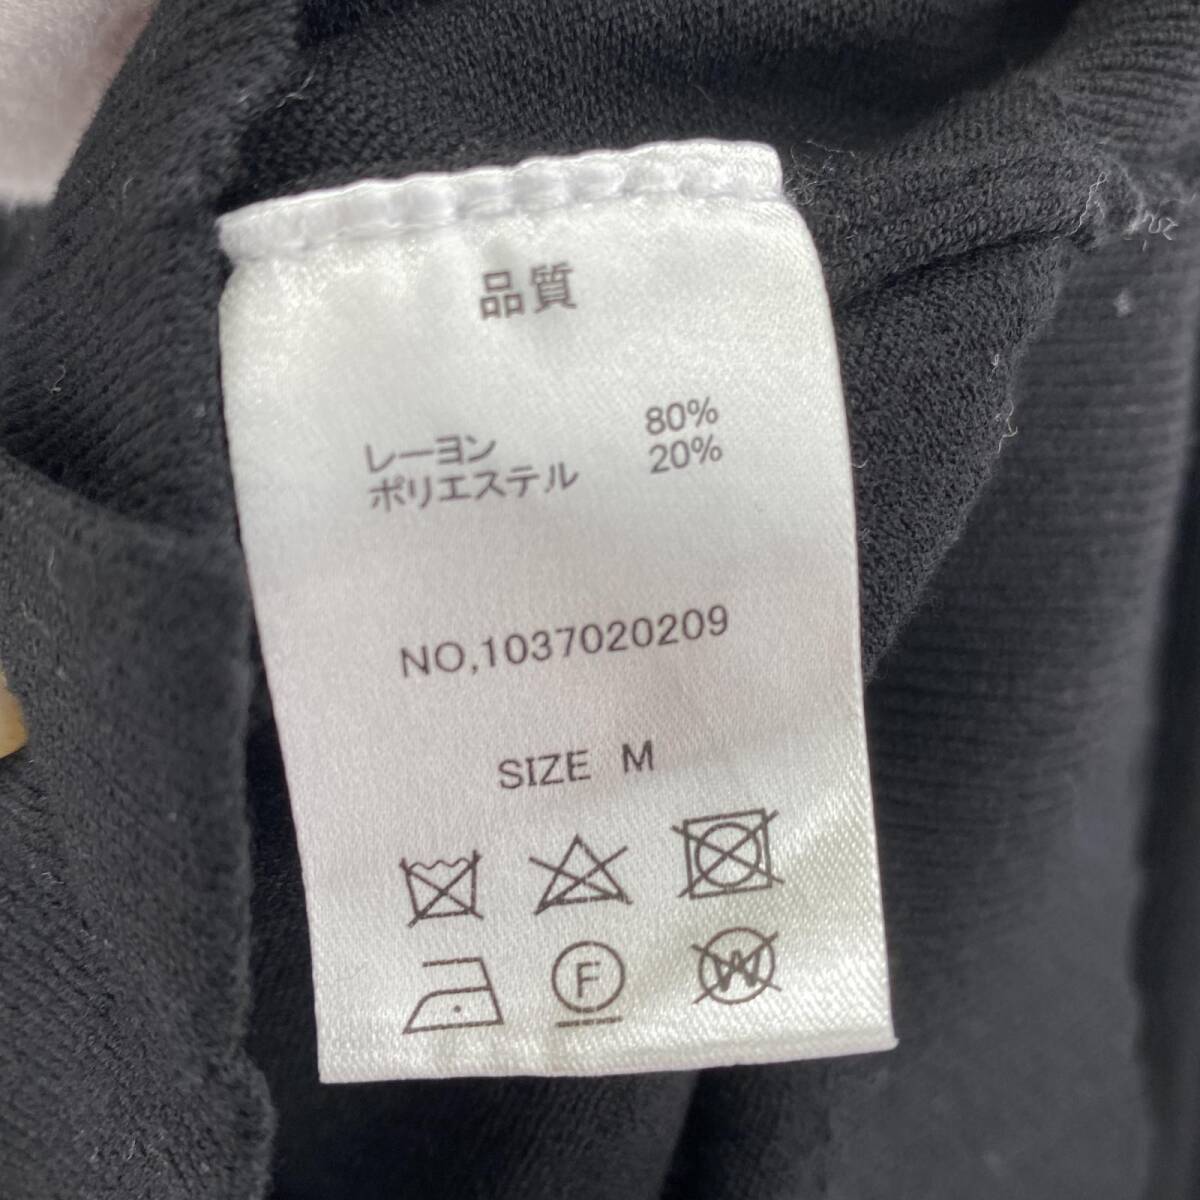 品質
レーヨン 80%
ポリエステル 20%
NO,1037020209
SIZE M
F W